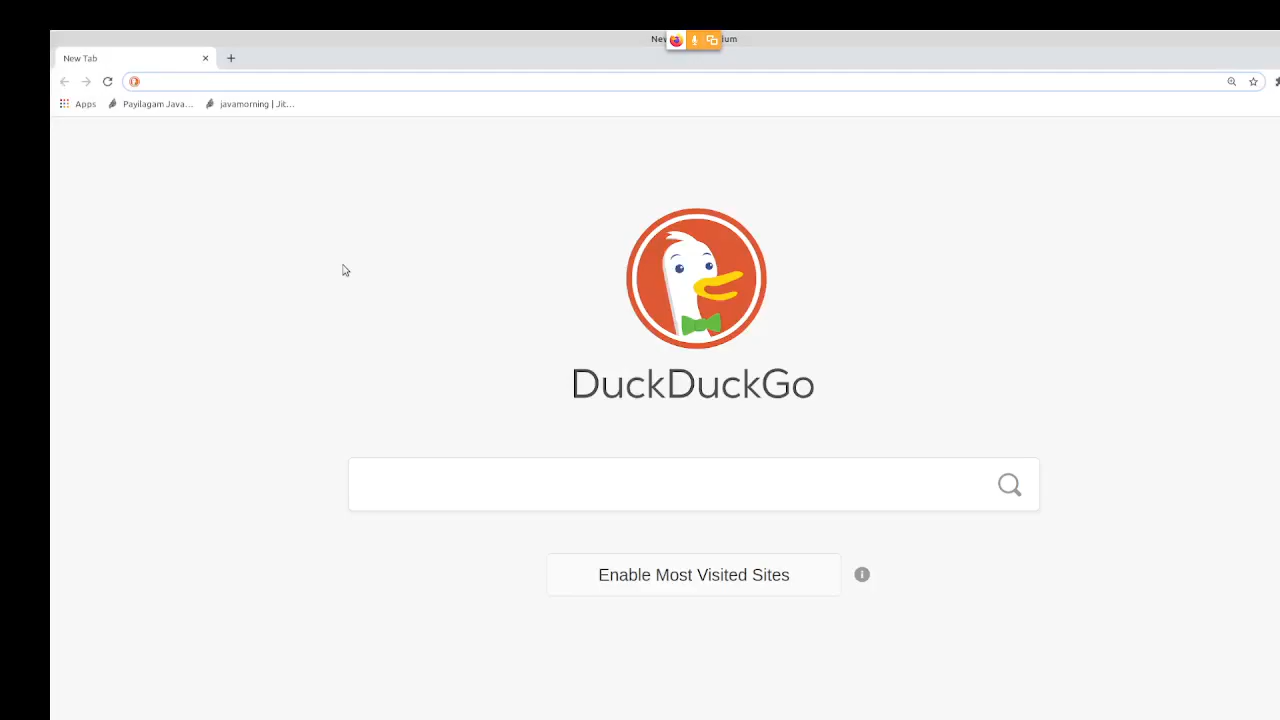 New Tab
Apps
Payilagam Java...
javamorning | Jit...
DuckDuckGo
Enable Most Visited Sites